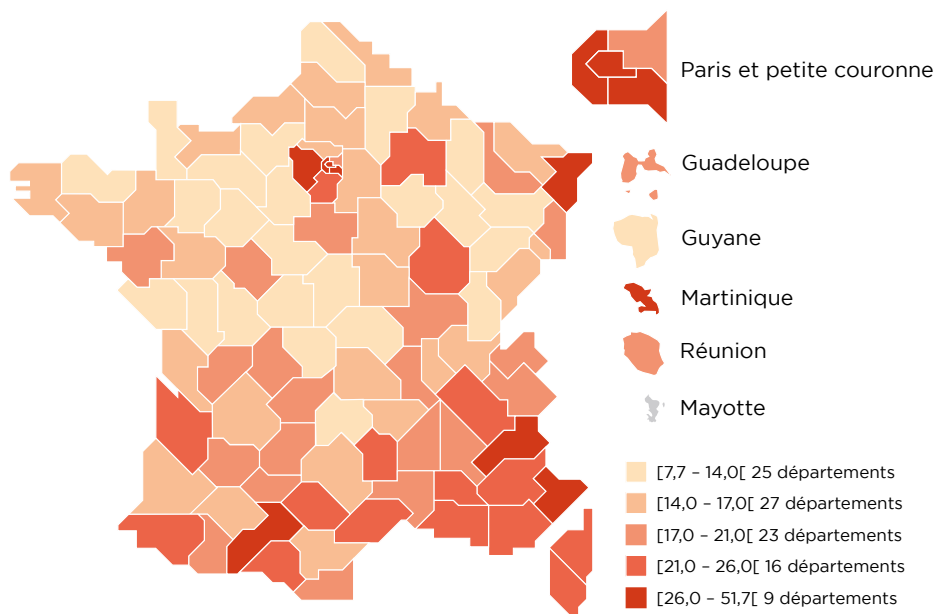 Paris et petite couronne
Guadeloupe
Guyane
Martinique
Réunion
Mayotte
[7,7 – 14,0[ 25 départements
[14,0 – 17,0[ 27 départements
[17,0 – 21,0[ 23 départements
[21,0 – 26,0[ 16 départements
[26,0 – 51,7[ 9 départements